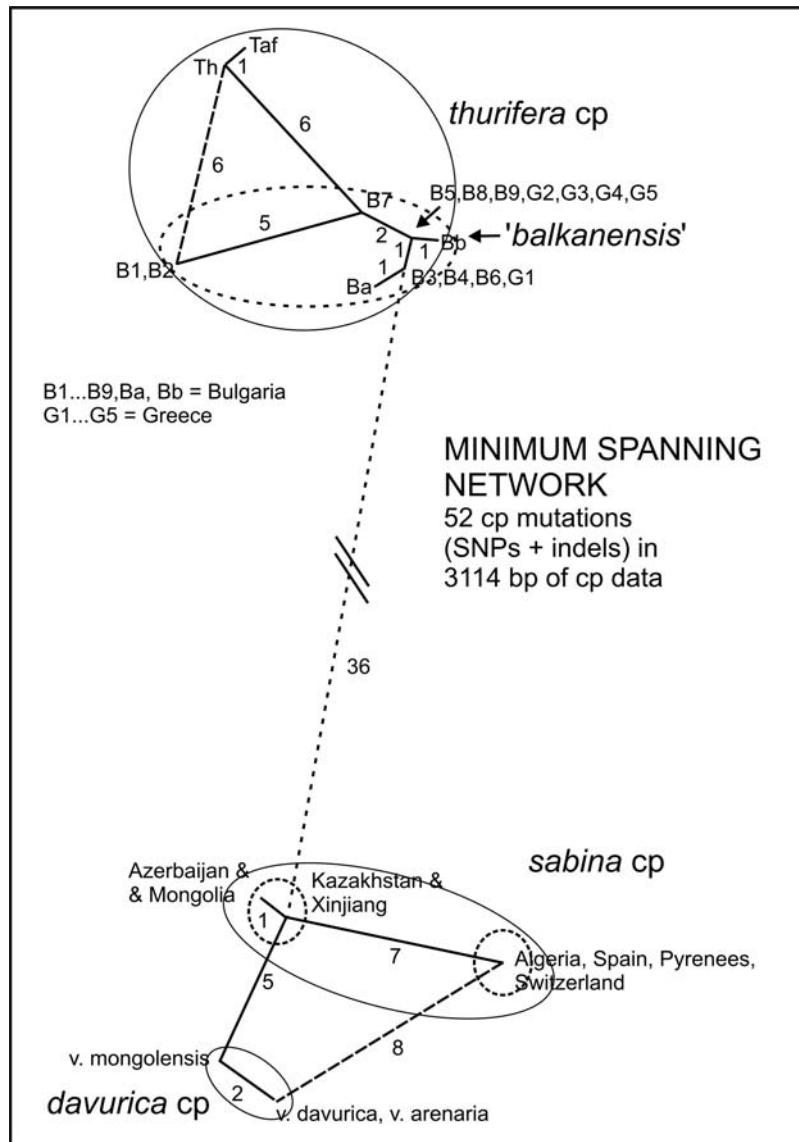 Taf
Th
1
thurifera cp
6
6
B7
B5,B8,B9,G2,G3,G4,G5
5
2
'balkanensis'
Bb
1
1
B1,B2
1
Ba
B3,B4,B6,G1
B1...B9,Ba, Bb = Bulgaria
G1...G5 = Greece
MINIMUM SPANNING
NETWORK
52 cp mutations
(SNPs + indels) in
3114 bp of cp data
36
sabina cp
Azerbaijan &
& Mongolia
Kazakhstan &
Xinjiang
1
7
Algeria, Spain, Pyrenees,
Switzerland
5
8
v. mongolensis
2
davurica cp
v. davurica, v. arenaria